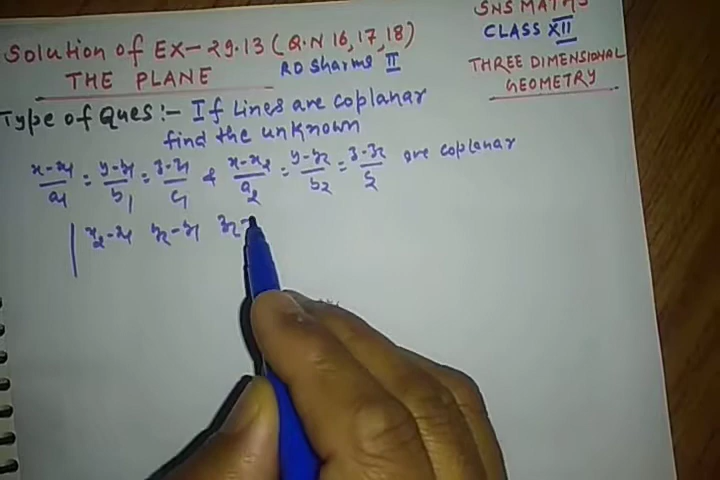 SNS MATHS
CLASS XII
THREE DIMENSIONAL
GEOMETRY
Solution of EX-29.13 (Q.N 16, 17, 18)
THE PLANE RD Sharma II
Type of Ques:- If Lines are coplanar
find the unknown
x-x₁/a₁ = y-y₁/b₁ = z-z₁/c₁ & x-x₂/a₂ = y-y₂/b₂ = z-z₂/c₂ are coplanar
| x₂-x₁ y₂-y₁ z₂-